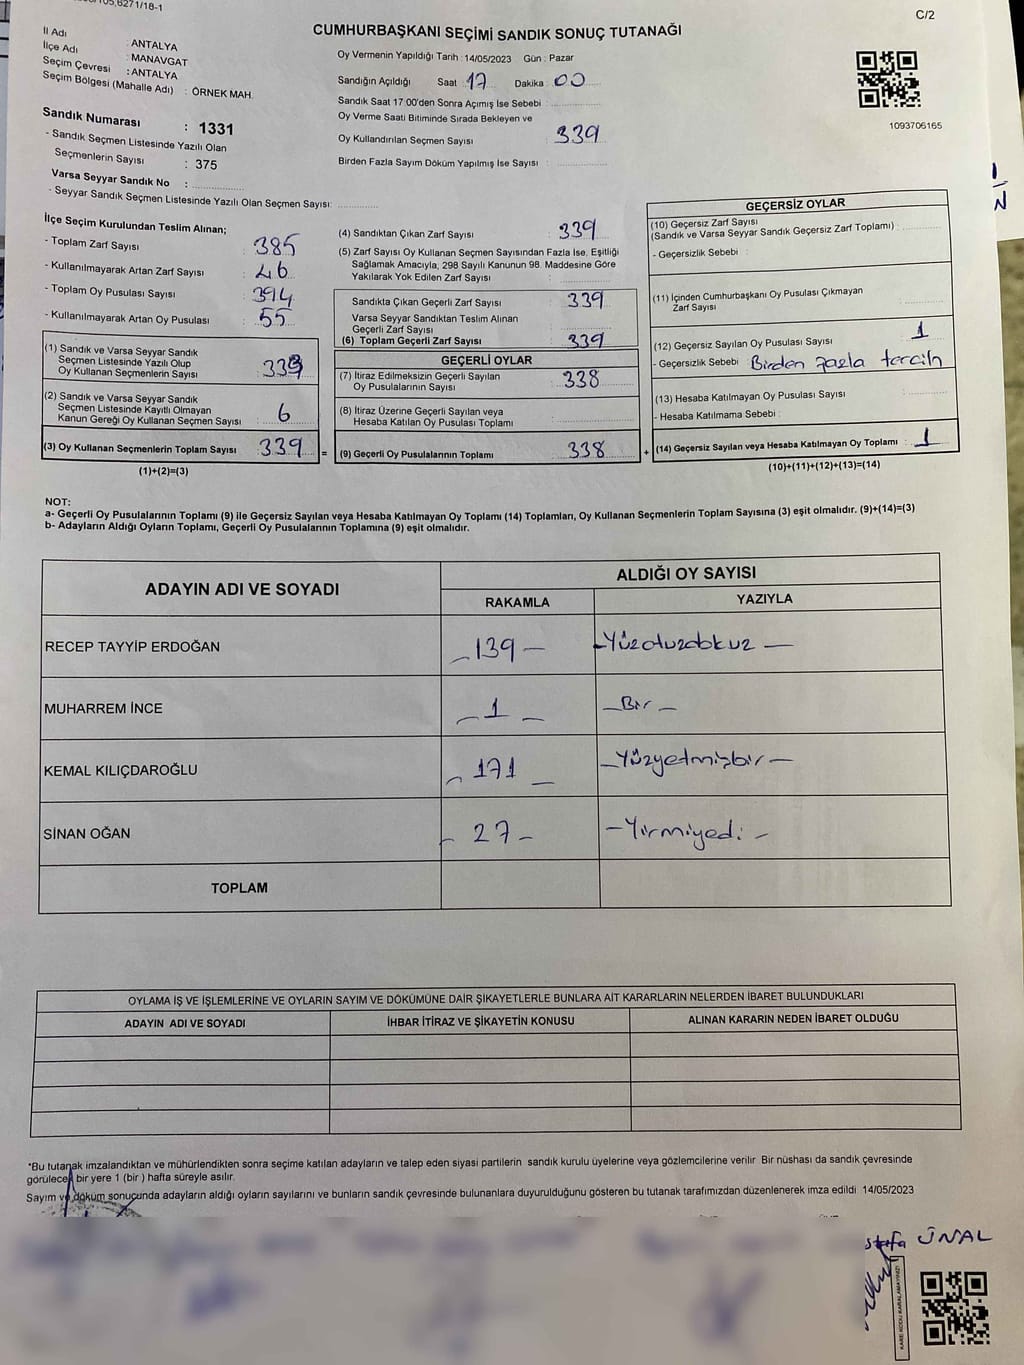 C/2
CUMHURBAŞKANI SEÇİMİ SANDIK SONUÇ TUTANAĞI
İl Adı : ANTALYA
İlçe Adı : MANAVGAT
Seçim Çevresi : ANTALYA
Seçim Bölgesi (Mahalle Adı) : ÖRNEK MAH.
Oy Vermenin Yapıldığı Tarih : 14/05/2023 Gün : Pazar
Sandığın Açıldığı Saat 17 Dakika : 00
Sandık Saat 17.00'den Sonra Açımış İse Sebebi :
Oy Verme Saati Bitiminde Sırada Bekleyen ve
Oy Kullandırılan Seçmen Sayısı : 339
Birden Fazla Sayım Döküm Yapılmış İse Sayısı :
1093706165
Sandık Numarası : 1331
- Sandık Seçmen Listesinde Yazılı Olan
Seçmenlerin Sayısı : 375
Varsa Seyyar Sandık No :
- Seyyar Sandık Seçmen Listesinde Yazılı Olan Seçmen Sayısı:
İlçe Seçim Kurulundan Teslim Alınan;
- Toplam Zarf Sayısı : 385
- Kullanılmayarak Artan Zarf Sayısı : 46
- Toplam Oy Pusulası Sayısı : 394
- Kullanılmayarak Artan Oy Pusulası : 55
(1) Sandık ve Varsa Seyyar Sandık
Seçmen Listesinde Yazılı Olup
Oy Kullanan Seçmenlerin Sayısı :
(2) Sandık ve Varsa Seyyar Sandık
Seçmen Listesinde Kayıtlı Olmayan
Kanun Gereği Oy Kullanan Seçmen Sayısı : 6
(3) Oy Kullanan Seçmenlerin Toplam Sayısı : 339 =
(1)+(2)=(3)
(4) Sandıktan Çıkan Zarf Sayısı : 339
(5) Zarf Sayısı Oy Kullanan Seçmen Sayısından Fazla İse, Eşitliği
Sağlamak Amacıyla, 298 Sayılı Kanunun 98. Maddesine Göre
Yakılarak Yok Edilen Zarf Sayısı :
Sandıkta Çıkan Geçerli Zarf Sayısı : 339
Varsa Seyyar Sandıktan Teslim Alınan
Geçerli Zarf Sayısı :
(6) Toplam Geçerli Zarf Sayısı : 339
GEÇERLİ OYLAR
(7) İtiraz Edilmeksizin Geçerli Sayılan
Oy Pusulalarının Sayısı : 338
(8) İtiraz Üzerine Geçerli Sayılan veya
Hesaba Katılan Oy Pusulası Toplamı :
(9) Geçerli Oy Pusulalarının Toplamı : 338 +
GEÇERSİZ OYLAR
(10) Geçersiz Zarf Sayısı
(Sandık ve Varsa Seyyar Sandık Geçersiz Zarf Toplamı) :
- Geçersizlik Sebebi :
(11) İçinden Cumhurbaşkanı Oy Pusulası Çıkmayan
Zarf Sayısı :
(12) Geçersiz Sayılan Oy Pusulası Sayısı : 1
- Geçersizlik Sebebi : Birden fazla tercih
(13) Hesaba Katılmayan Oy Pusulası Sayısı :
- Hesaba Katılmama Sebebi :
(14) Geçersiz Sayılan veya Hesaba Katılmayan Oy Toplamı : 1
(10)+(11)+(12)+(13)=(14)
NOT:
a- Geçerli Oy Pusulalarının Toplamı (9) ile Geçersiz Sayılan veya Hesaba Katılmayan Oy Toplamı (14) Toplamları, Oy Kullanan Seçmenlerin Toplam Sayısına (3) eşit olmalıdır. (9)+(14)=(3)
b- Adayların Aldığı Oyların Toplamı, Geçerli Oy Pusulalarının Toplamına (9) eşit olmalıdır.
ADAYIN ADI VE SOYADI
ALDIĞI OY SAYISI
RAKAMLA YAZIYLA
RECEP TAYYİP ERDOĞAN - 139 - - Yüzotuzdokuz -
MUHARREM İNCE - 1 - - Bir -
KEMAL KILIÇDAROĞLU - 171 - - Yüzyetmişbir -
SİNAN OĞAN - 27 - - Yirmiyedi -
TOPLAM
OYLAMA İŞ VE İŞLEMLERİNE VE OYLARIN SAYIM VE DÖKÜMÜNE DAİR ŞİKAYETLERLE BUNLARA AİT KARARLARIN NELERDEN İBARET BULUNDUKLARI
ADAYIN ADI VE SOYADI İHBAR İTİRAZ VE ŞİKAYETİN KONUSU ALINAN KARARIN NEDEN İBARET OLDUĞU
*Bu tutanak imzalandıktan ve mühürlendikten sonra seçime katılan adayların ve talep eden siyasi partilerin sandık kurulu üyelerine veya gözlemcilerine verilir Bir nüshası da sandık çevresinde
görülecek bir yere 1 (bir ) hafta süreyle asılır.
Sayım ve döküm sonucunda adayların aldığı oyların sayılarını ve bunların sandık çevresinde bulunanlara duyurulduğunu gösteren bu tutanak tarafımızdan düzenlenerek imza edildi 14/05/2023
ÜNAL
KARE KODU KARALAMAYINIZ!